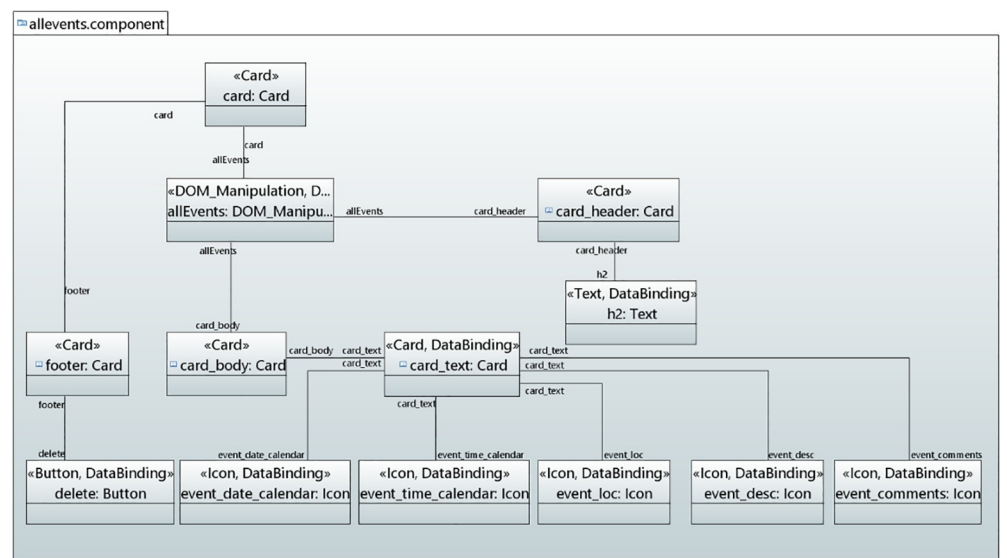 allevents.component
«Card»
card: Card
card
card
allEvents
«DOM_Manipulation, D...
allEvents: DOM_Manipu...
allEvents
card_header
«Card»
card_header: Card
allEvents
card_header
h2
«Text, DataBinding»
h2: Text
footer
card_body
«Card»
footer: Card
«Card»
card_body: Card
card_body
card_text
card_text
«Card, DataBinding»
card_text: Card
card_text
card_text
card_text
card_text
footer
delete
event_date_calendar
event_time_calendar
event_loc
event_desc
event_comments
«Button, DataBinding»
delete: Button
«Icon, DataBinding»
event_date_calendar: Icon
«Icon, DataBinding»
event_time_calendar: Icon
«Icon, DataBinding»
event_loc: Icon
«Icon, DataBinding»
event_desc: Icon
«Icon, DataBinding»
event_comments: Icon